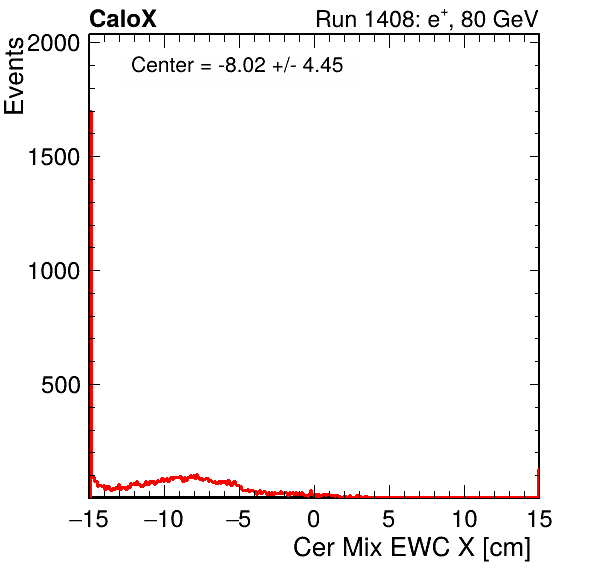 CaloX Run 1408: e⁺, 80 GeV
Center = -8.02 +/- 4.45
Events
2000
1500
1000
500
−15 −10 −5 0 5 10 15
Cer Mix EWC X [cm]